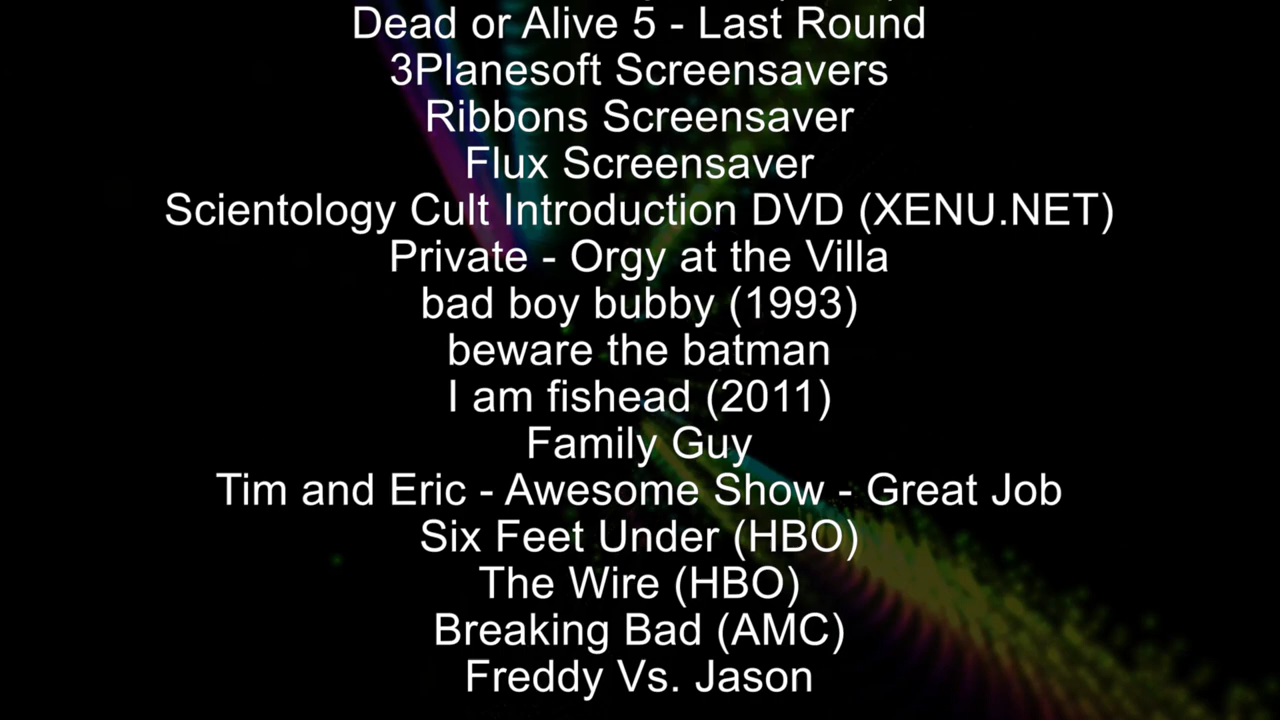 Dead or Alive 5 - Last Round
3Planesoft Screensavers
Ribbons Screensaver
Flux Screensaver
Scientology Cult Introduction DVD (XENU.NET)
Private - Orgy at the Villa
bad boy bubby (1993)
beware the batman
I am fishead (2011)
Family Guy
Tim and Eric - Awesome Show - Great Job
Six Feet Under (HBO)
The Wire (HBO)
Breaking Bad (AMC)
Freddy Vs. Jason